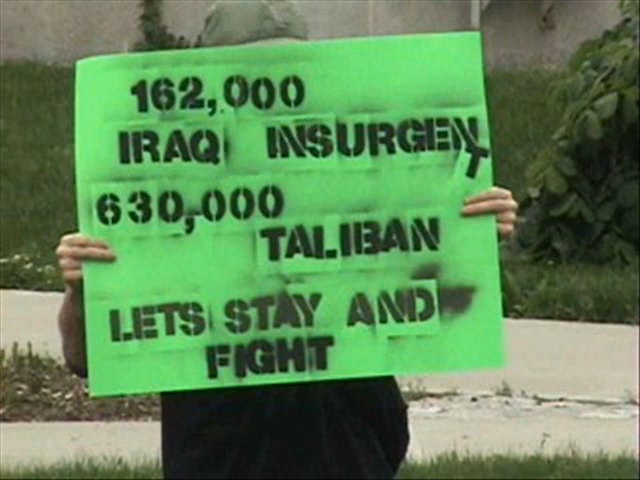 162,000
IRAQ INSURGENT
630,000
TALIBAN
LETS STAY AND
FIGHT